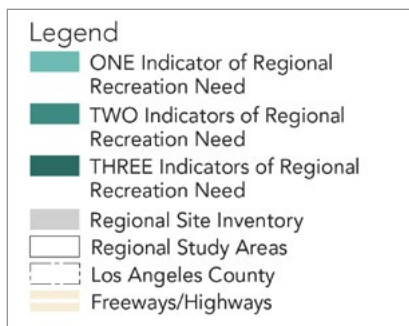 Legend
ONE Indicator of Regional
Recreation Need
TWO Indicators of Regional
Recreation Need
THREE Indicators of Regional
Recreation Need
Regional Site Inventory
Regional Study Areas
Los Angeles County
Freeways/Highways